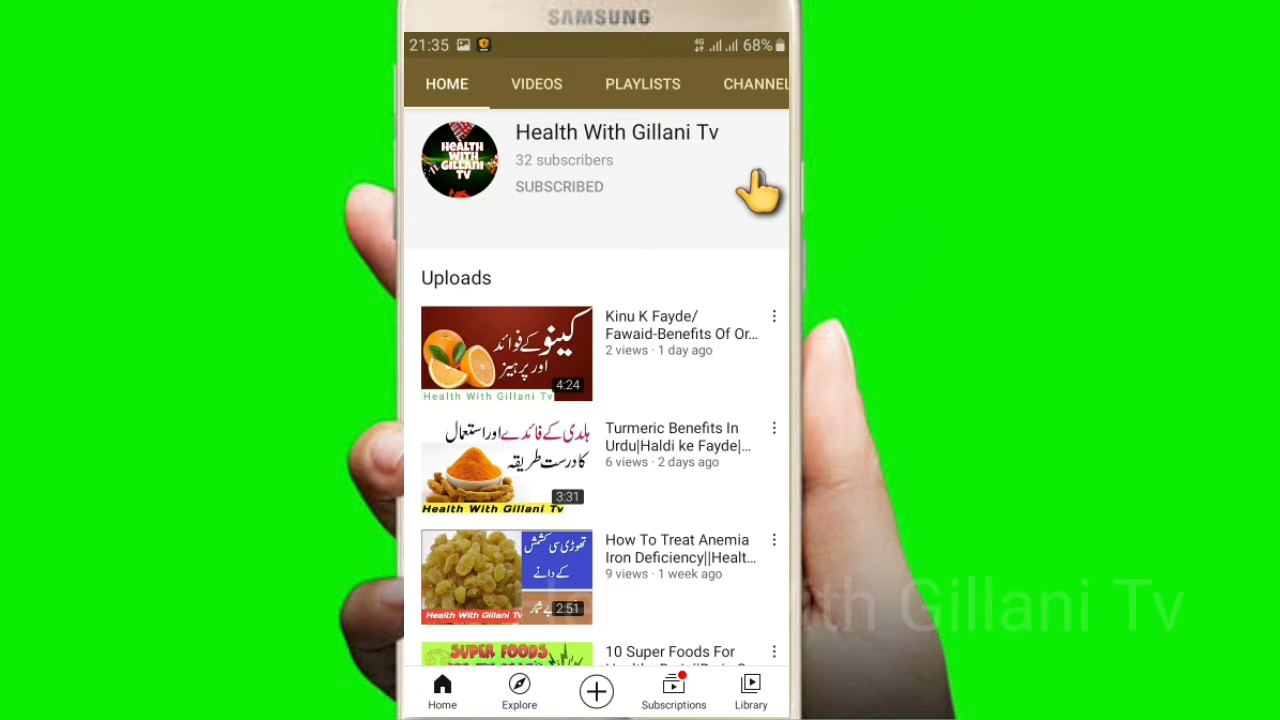 SAMSUNG
21:35
4G
68%
HOME VIDEOS PLAYLISTS CHANNEL
HEALTH
WITH
GILLANI
TV
Health With Gillani Tv
32 subscribers
SUBSCRIBED
Uploads
کینو کے فوائد
اور پرہیز
4:24
Health With Gillani Tv
Kinu K Fayde/
Fawaid-Benefits Of Or...
2 views · 1 day ago
ہلدی کے فائدے اور استعمال
کا درست طریقہ
3:31
Health With Gillani Tv
Turmeric Benefits In
Urdu|Haldi ke Fayde|...
6 views · 2 days ago
تھوڑی سی کشمش
کے دانے
2:51
Health With Gillani Tv
How To Treat Anemia
Iron Deficiency||Healt...
9 views · 1 week ago
SUPER FOODS
10 Super Foods For
Home Explore Subscriptions Library
With Gillani Tv